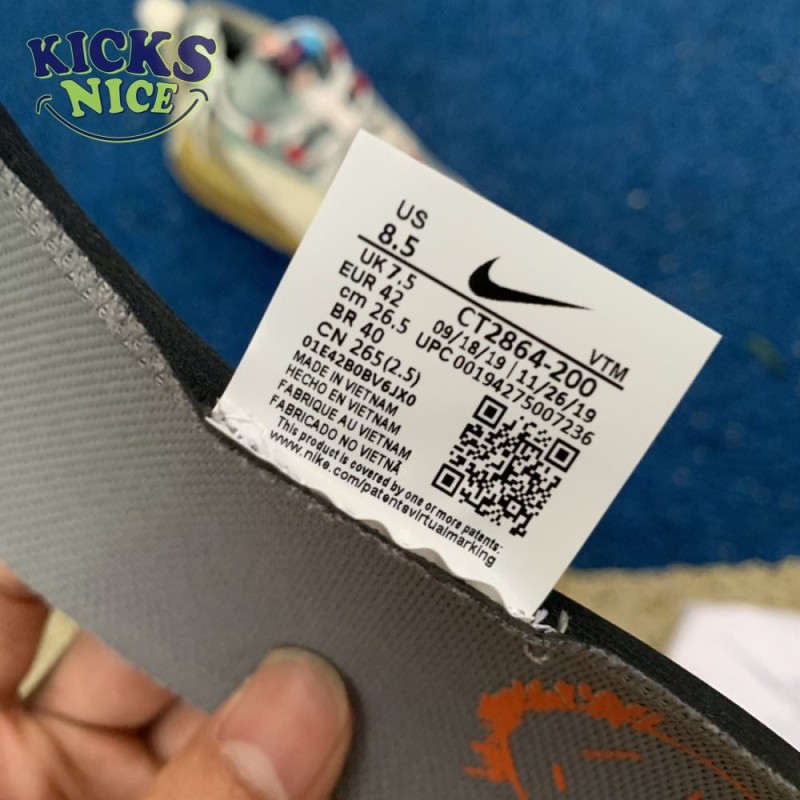 KICKS
NICE
US
8.5
UK 7.5
EUR 42
cm 26.5
BR 40
CN 265(2.5)
01E42B0BV6JX0
MADE IN VIETNAM
HECHO EN VIETNAM
FABRIQUE AU VIETNAM
FABRICADO NO VIETNÃ
This product is covered by one or more patents:
www.nike.com/patentsvirtualmarking
CT2864-200
VTM
09/18/19 | 11/26/19
UPC 00194275007236